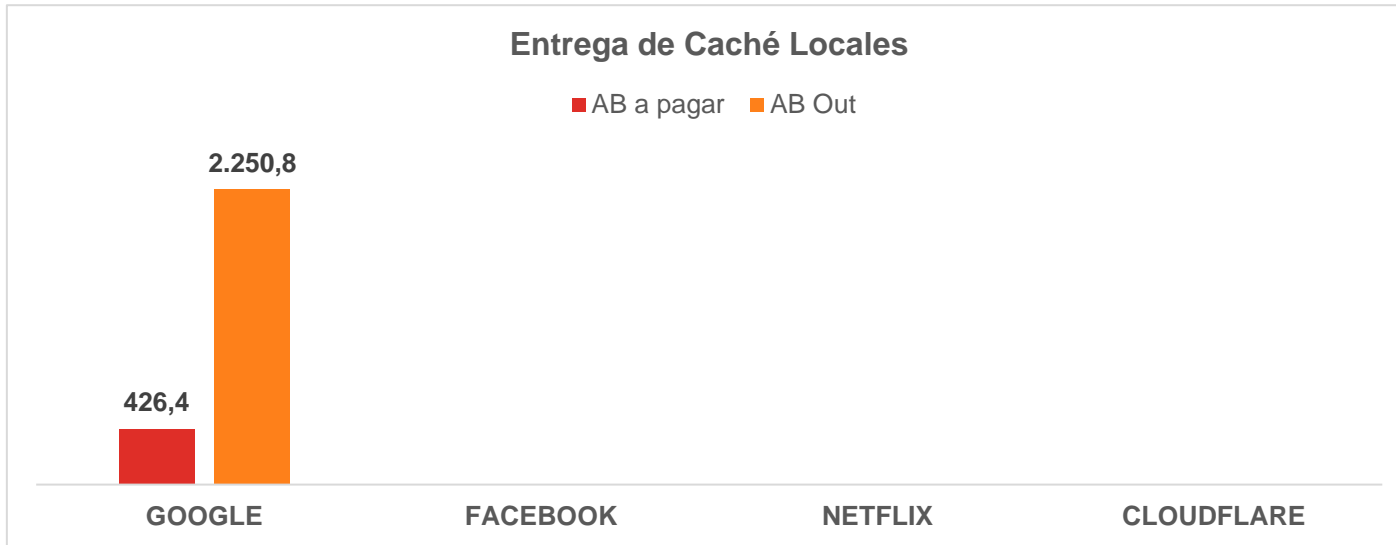 Entrega de Caché Locales
AB a pagar AB Out
2.250,8
426,4
GOOGLE FACEBOOK NETFLIX CLOUDFLARE